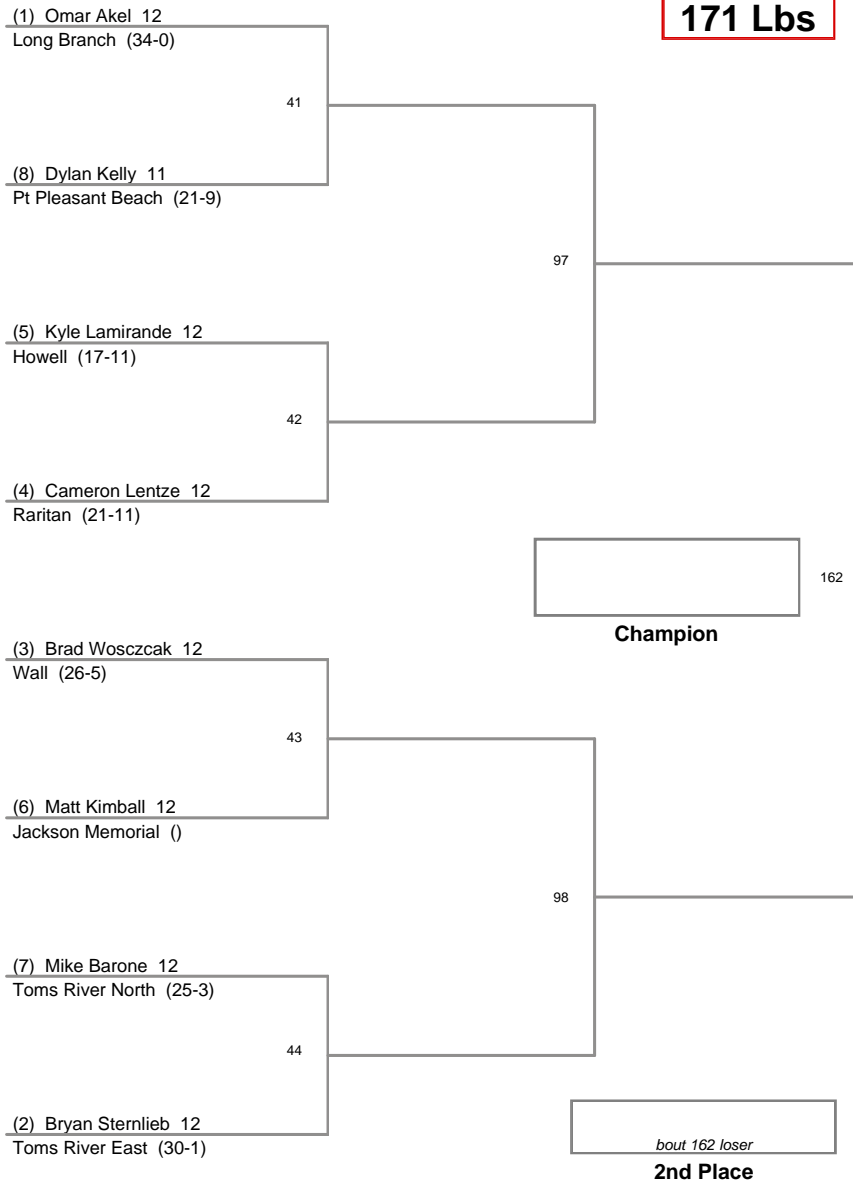 (1) Omar Akel 12
171 Lbs
Long Branch (34-0)
41
(8) Dylan Kelly 11
Pt Pleasant Beach (21-9)
97
(5) Kyle Lamirande 12
Howell (17-11)
42
(4) Cameron Lentze 12
Raritan (21-11)
162
Champion
(3) Brad Wosczcak 12
Wall (26-5)
43
(6) Matt Kimball 12
Jackson Memorial ()
98
(7) Mike Barone 12
Toms River North (25-3)
44
(2) Bryan Sternlieb 12
Toms River East (30-1)
bout 162 loser
2nd Place